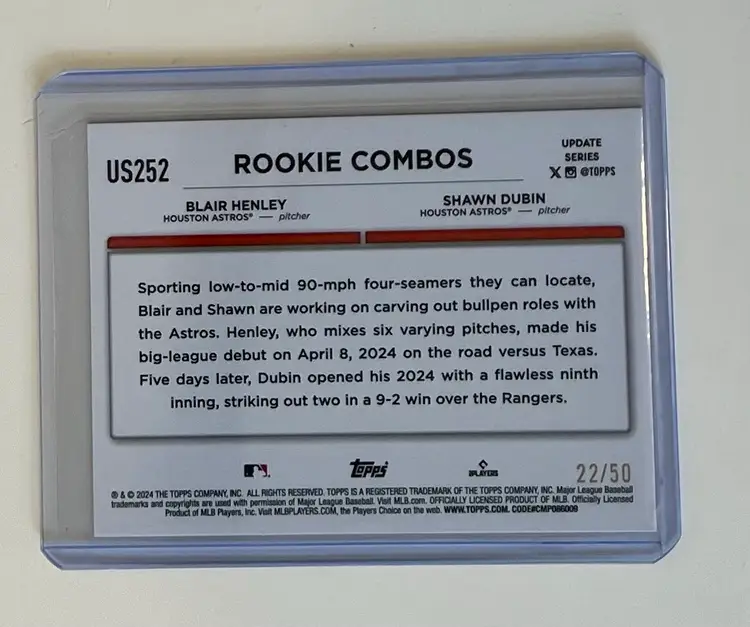 US252
ROOKIE COMBOS
UPDATE
SERIES
X @TOPPS
BLAIR HENLEY
HOUSTON ASTROS® — pitcher
SHAWN DUBIN
HOUSTON ASTROS® — pitcher
Sporting low-to-mid 90-mph four-seamers they can locate,
Blair and Shawn are working on carving out bullpen roles with
the Astros. Henley, who mixes six varying pitches, made his
big-league debut on April 8, 2024 on the road versus Texas.
Five days later, Dubin opened his 2024 with a flawless ninth
inning, striking out two in a 9-2 win over the Rangers.
Topps
PLAYERS
22/50
® & © 2024 THE TOPPS COMPANY, INC. ALL RIGHTS RESERVED. TOPPS IS A REGISTERED TRADEMARK OF THE TOPPS COMPANY, INC. Major League Baseball
trademarks and copyrights are used with permission of Major League Baseball. Visit MLB.com. OFFICIALLY LICENSED PRODUCT OF MLB. Officially Licensed
Product of MLB Players, Inc. Visit MLBPLAYERS.COM, the Players Choice on the web. WWW.TOPPS.COM. CODE#CMP086009